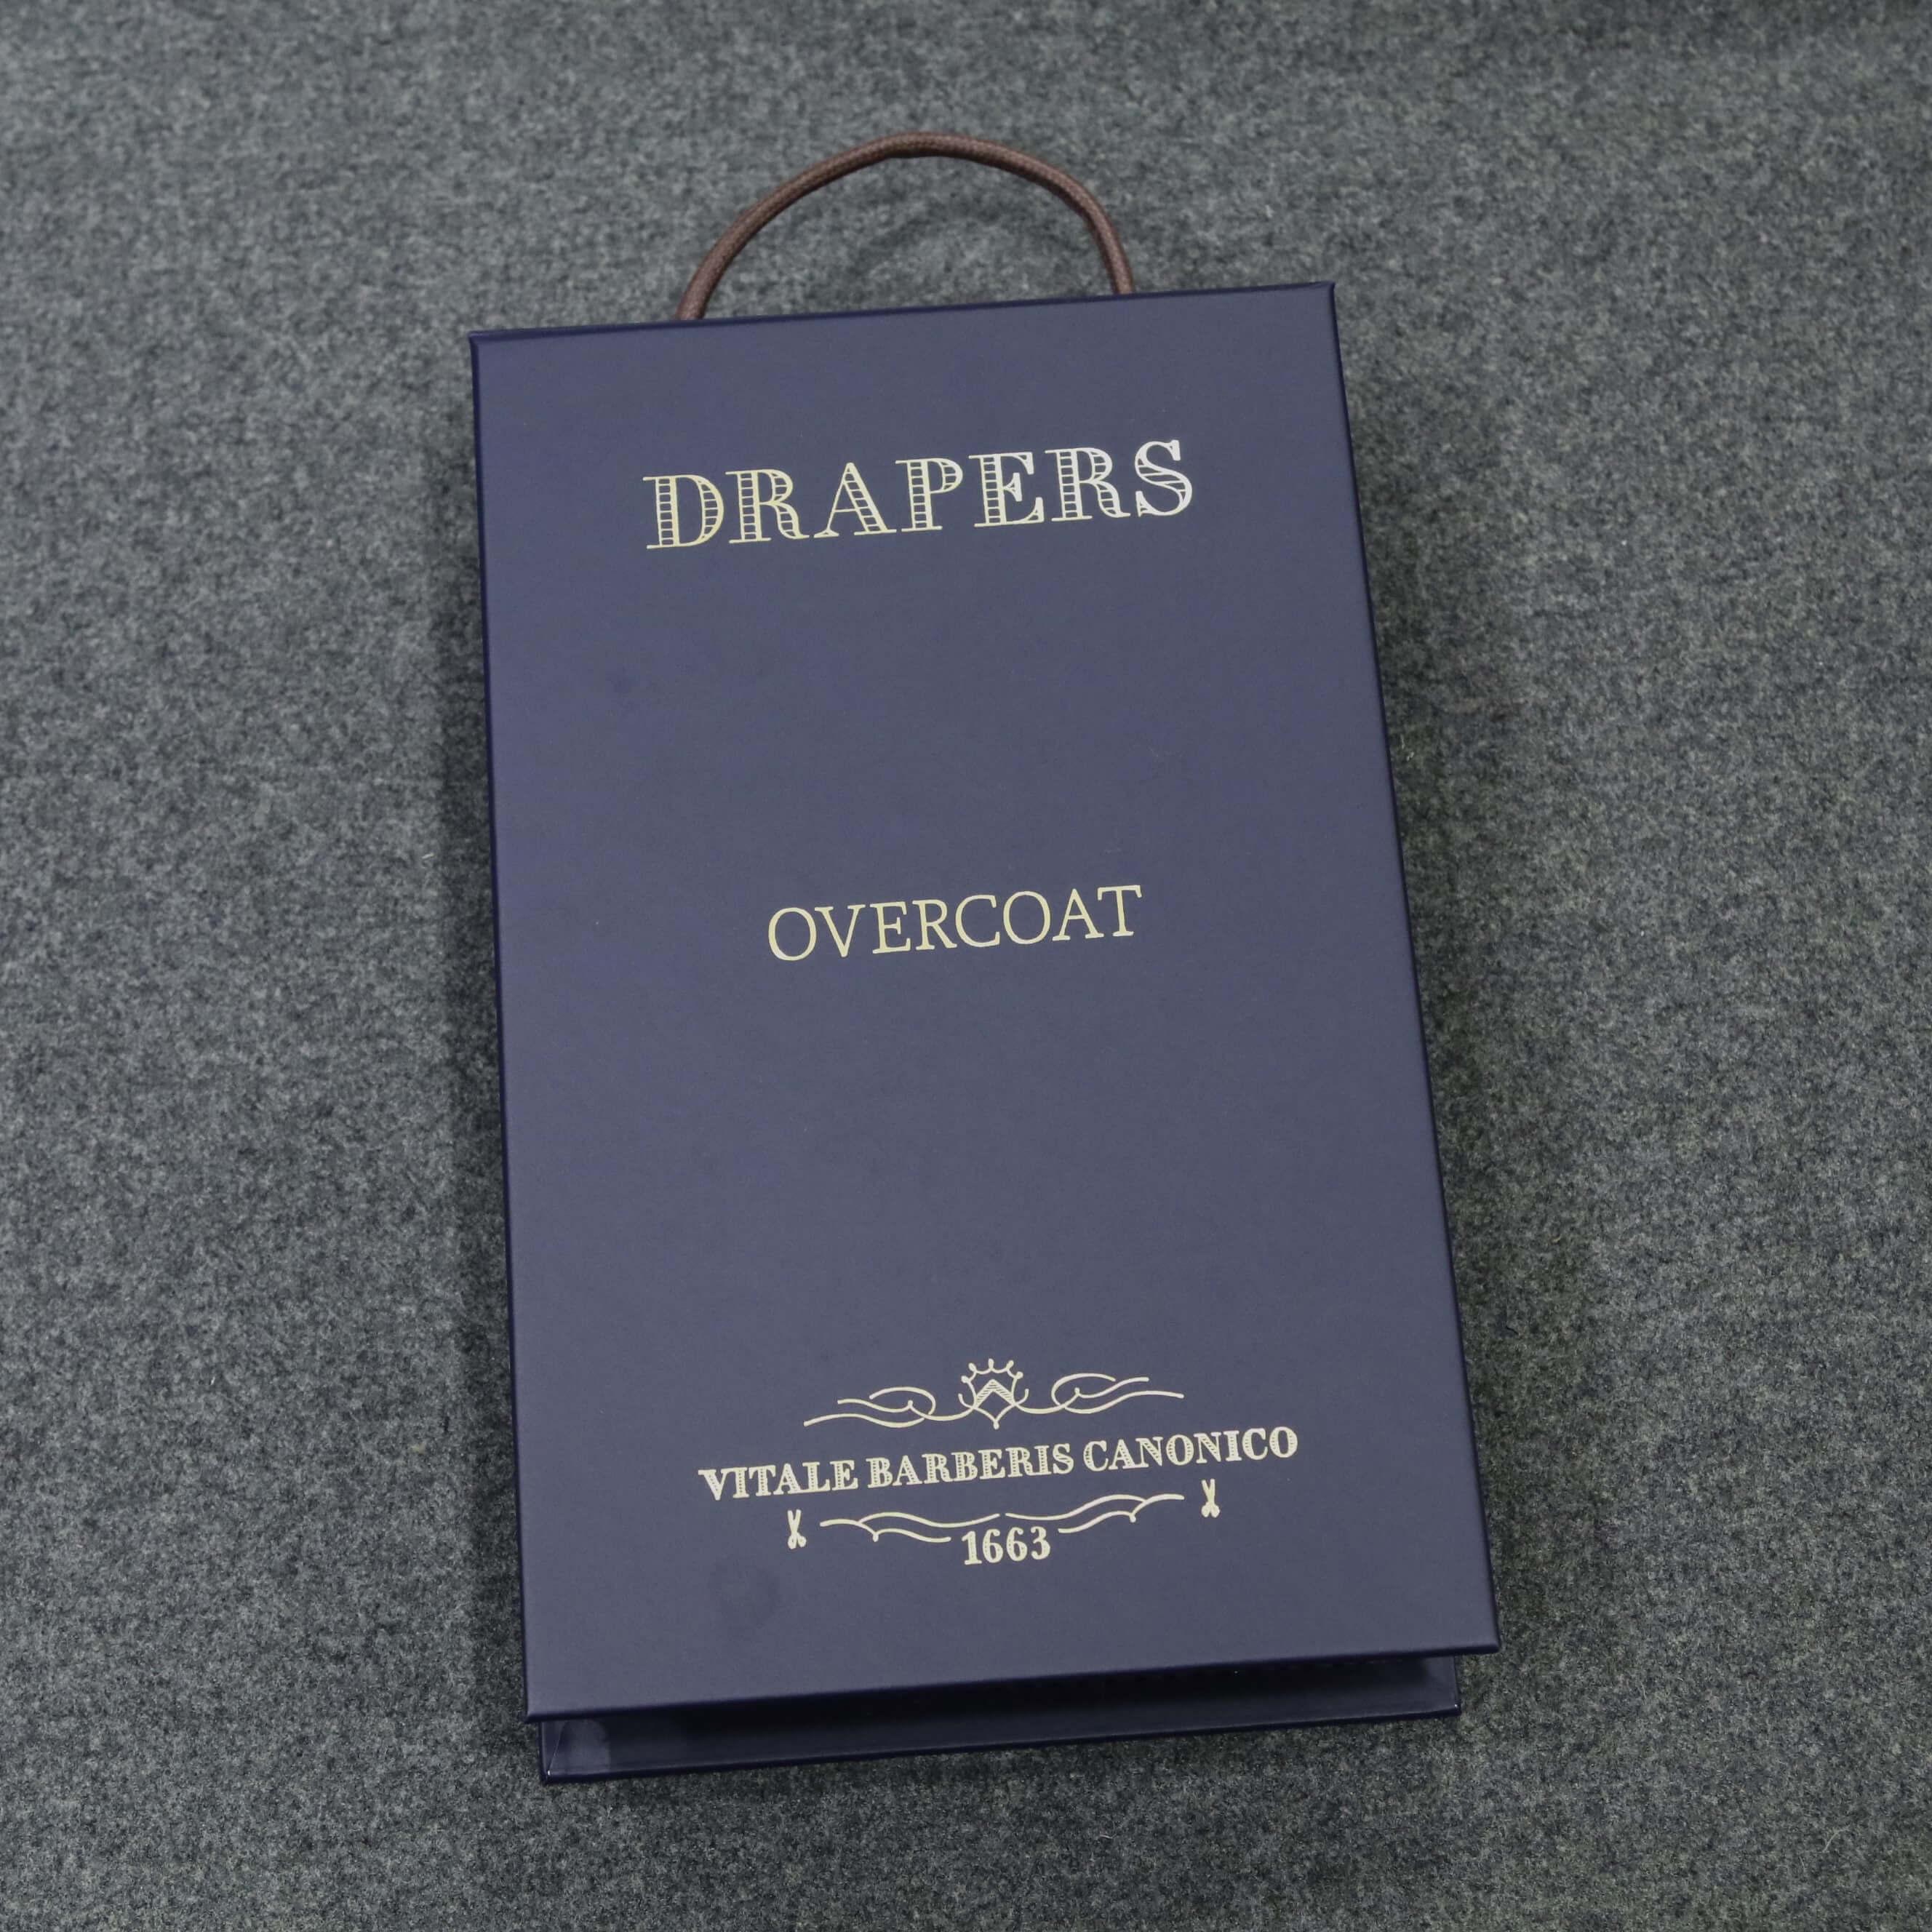 DRAPERS
OVERCOAT
VITALE BARBERIS CANONICO
1663